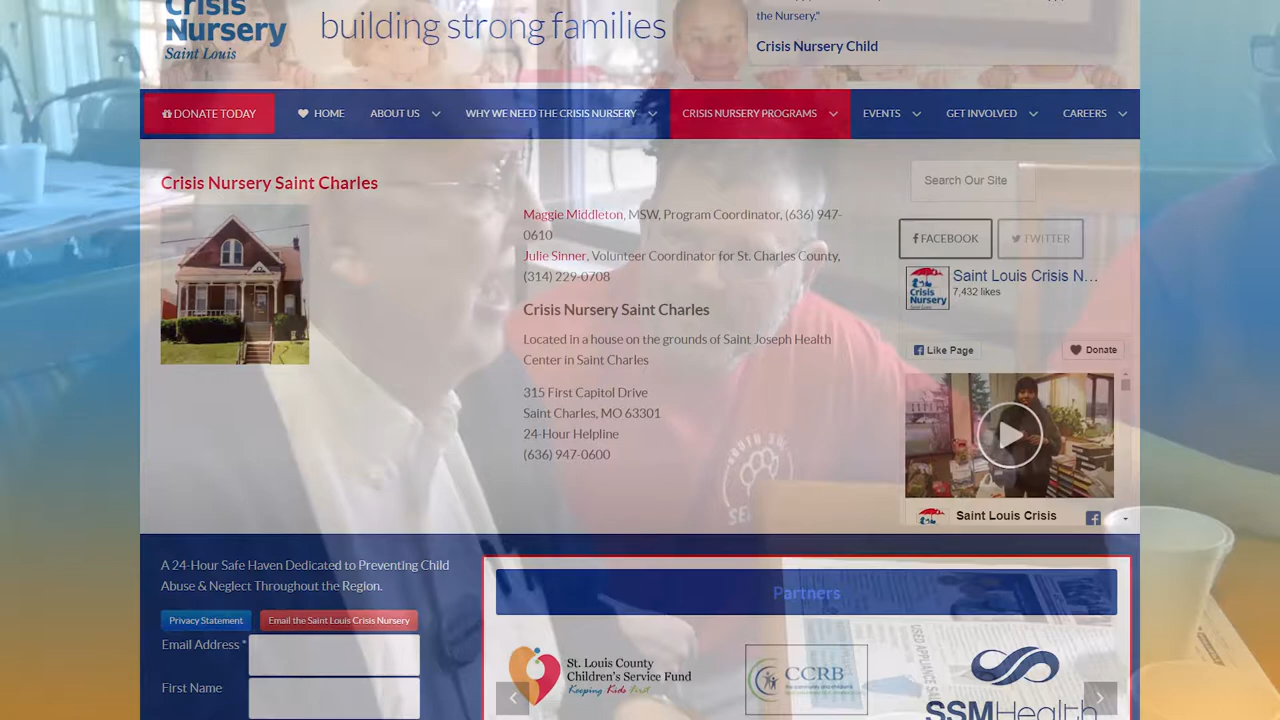 Crisis
Nursery
Saint Louis
building strong families
the Nursery."
Crisis Nursery Child
DONATE TODAY
HOME
ABOUT US
WHY WE NEED THE CRISIS NURSERY
CRISIS NURSERY PROGRAMS
EVENTS
GET INVOLVED
CAREERS
Crisis Nursery Saint Charles
Maggie Middleton, MSW, Program Coordinator, (636) 947-
0610
Julie Sinner, Volunteer Coordinator for St. Charles County,
(314) 229-0708
Crisis Nursery Saint Charles
Located in a house on the grounds of Saint Joseph Health
Center in Saint Charles
315 First Capitol Drive
Saint Charles, MO 63301
24-Hour Helpline
(636) 947-0600
Search Our Site
FACEBOOK
TWITTER
Crisis
Nursery
Saint Louis Crisis N...
7,432 likes
Like Page
Donate
Saint Louis Crisis
A 24-Hour Safe Haven Dedicated to Preventing Child
Abuse & Neglect Throughout the Region.
Privacy Statement
Email the Saint Louis Crisis Nursery
Email Address *
First Name
Partners
St. Louis County
Children's Service Fund
Keeping Kids First
CCRB
SSMHealth
USED APPLIANCE